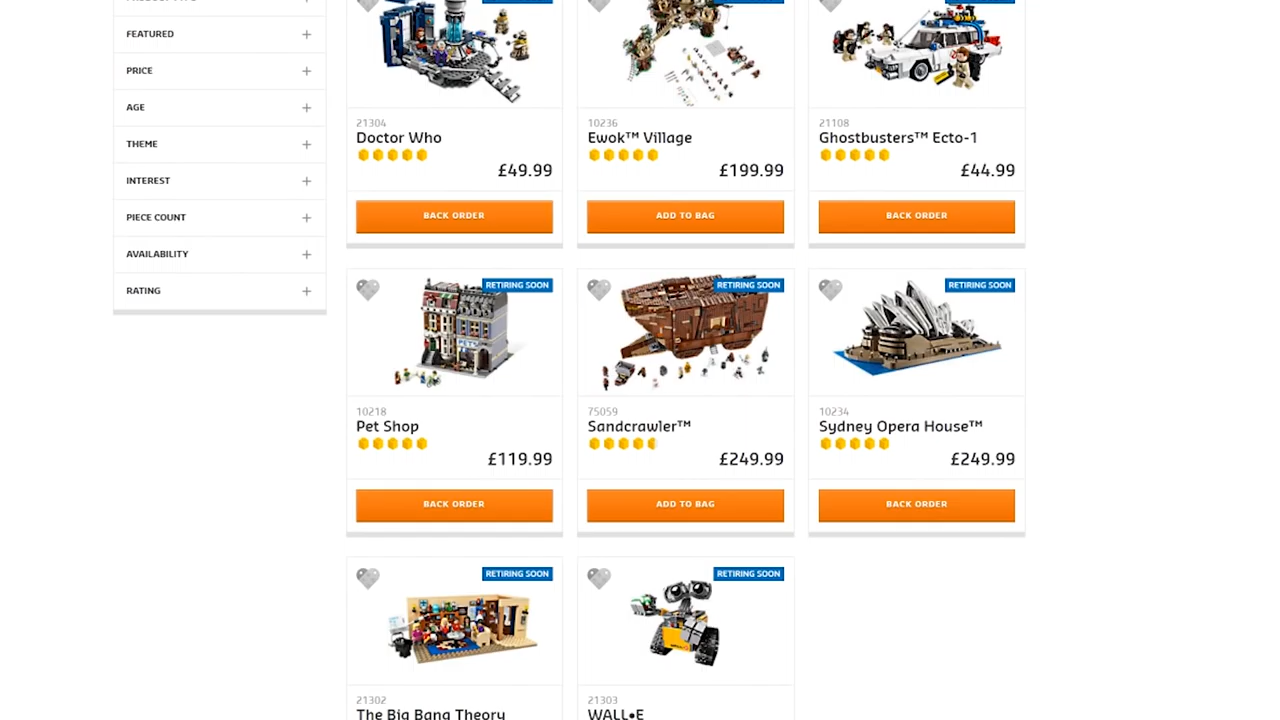 FEATURED
PRICE
AGE
THEME
INTEREST
PIECE COUNT
AVAILABILITY
RATING
21304
Doctor Who
£49.99
BACK ORDER
10236
Ewok™ Village
£199.99
ADD TO BAG
21108
Ghostbusters™ Ecto-1
£44.99
BACK ORDER
RETIRING SOON
10218
Pet Shop
£119.99
BACK ORDER
RETIRING SOON
75059
Sandcrawler™
£249.99
ADD TO BAG
RETIRING SOON
10234
Sydney Opera House™
£249.99
BACK ORDER
RETIRING SOON
21302
The Big Bang Theory
RETIRING SOON
21303
WALL•E